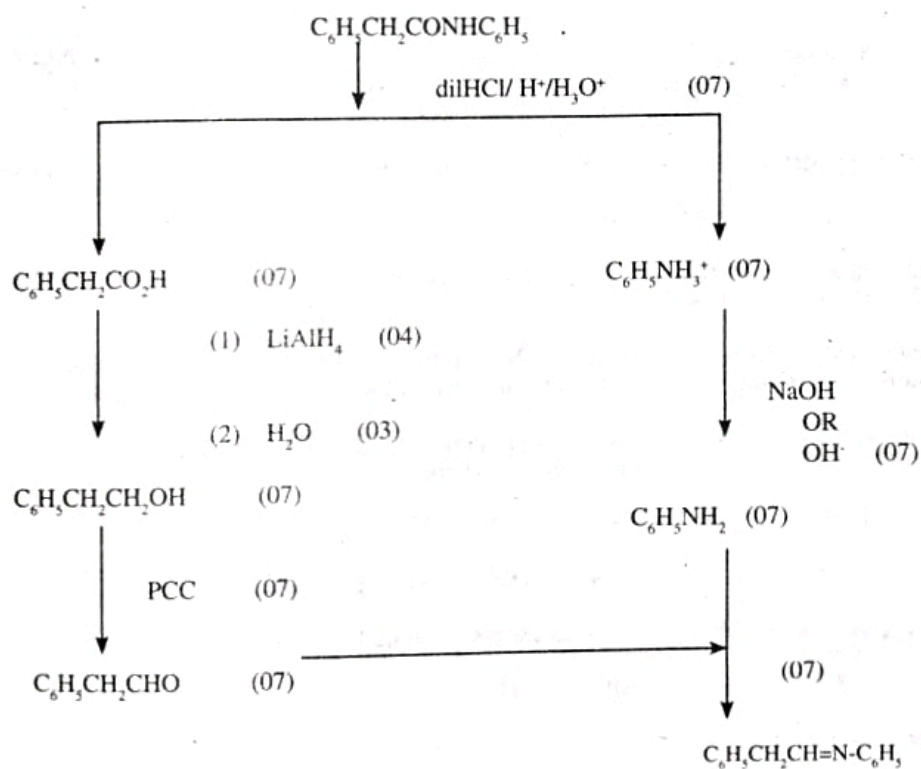 C₆H₅CH₂CONHC₆H₅ .
dilHCl/ H⁺/H₃O⁺ (07)
C₆H₅CH₂CO₂H (07)
C₆H₅NH₃⁺ (07)
(1) LiAlH₄ (04)
NaOH
OR
(2) H₂O (03)
OH⁻ (07)
C₆H₅CH₂CH₂OH (07)
C₆H₅NH₂ (07)
PCC (07)
C₆H₅CH₂CHO (07)
(07)
C₆H₅CH₂CH=N-C₆H₅